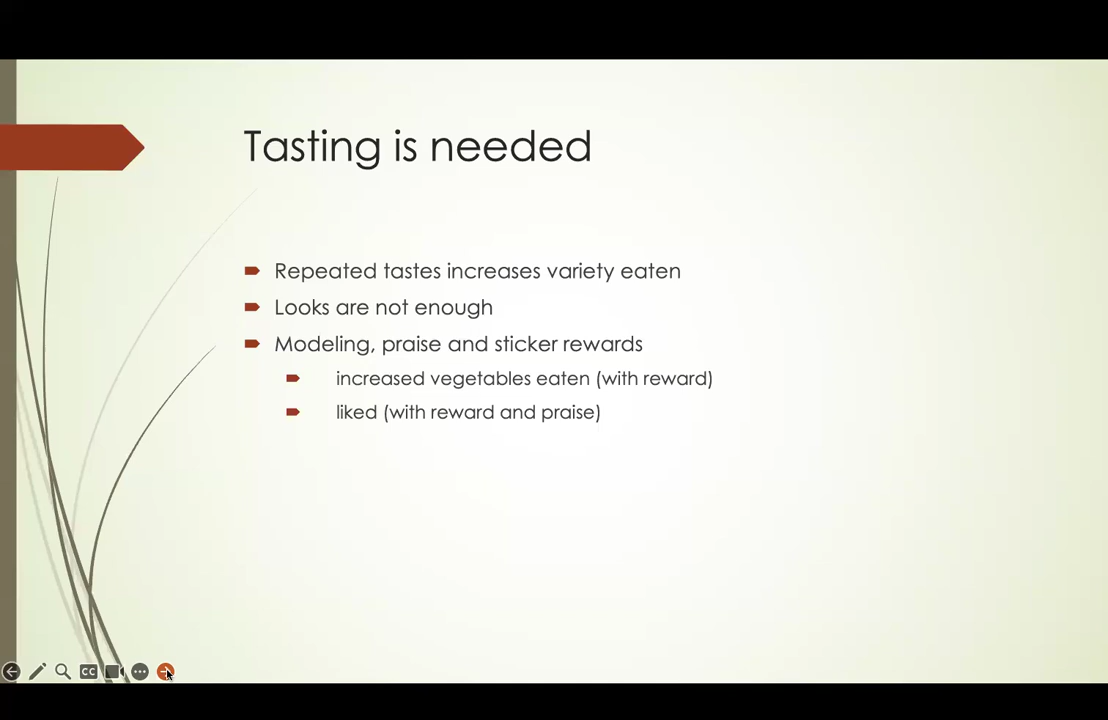 Tasting is needed
Repeated tastes increases variety eaten
Looks are not enough
Modeling, praise and sticker rewards
increased vegetables eaten (with reward)
liked (with reward and praise)
CC